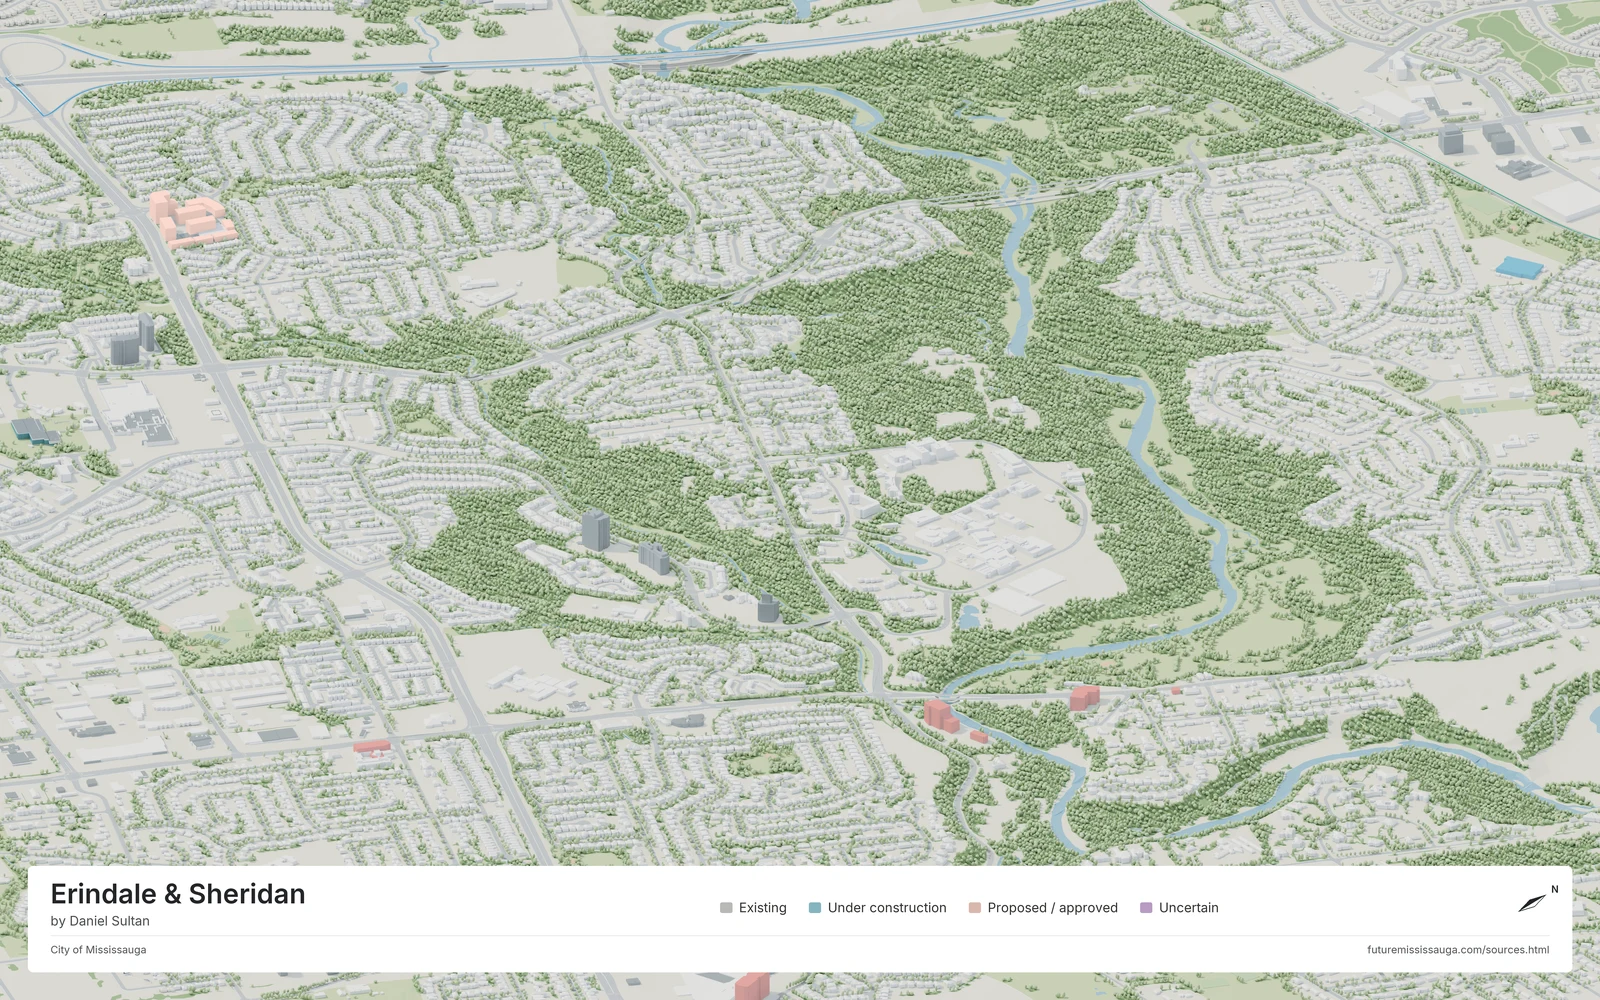 Erindale & Sheridan
by Daniel Sultan
City of Mississauga
Existing
Under construction
Proposed / approved
Uncertain
N
futuremississauga.com/sources.html